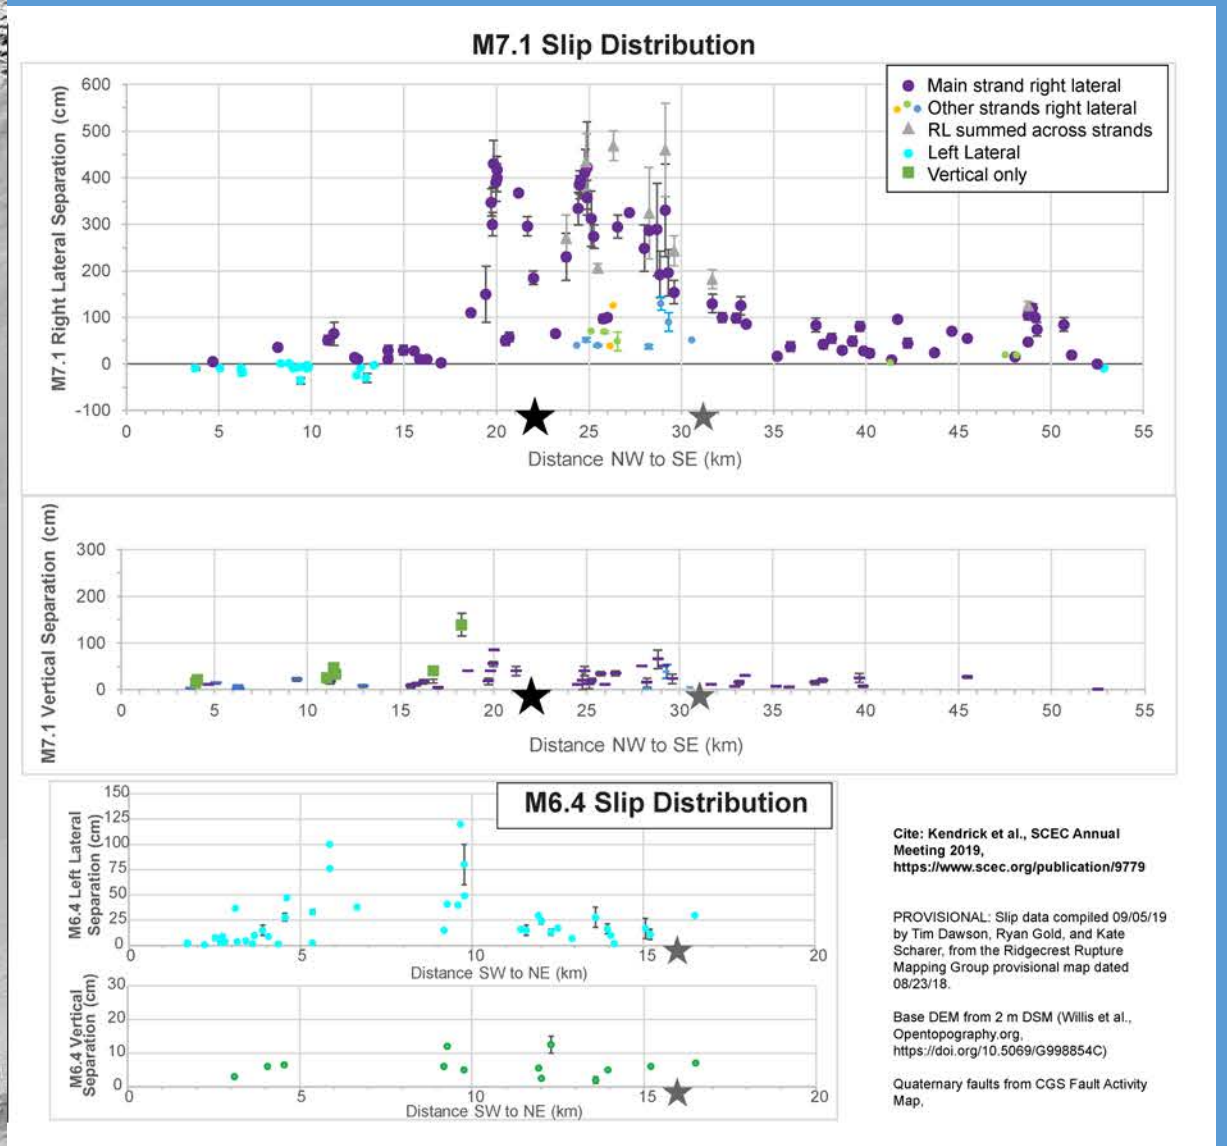 M7.1 Slip Distribution
M7.1 Right Lateral Separation (cm)
600
500
400
300
200
100
0
-100
Main strand right lateral
Other strands right lateral
RL summed across strands
Left Lateral
Vertical only
0 5 10 15 20 25 30 35 40 45 50 55
Distance NW to SE (km)
M7.1 Vertical Separation (cm)
300
200
100
0
0 5 10 15 20 25 30 35 40 45 50 55
Distance NW to SE (km)
M6.4 Slip Distribution
M6.4 Left Lateral
Separation (cm)
150
125
100
75
50
25
0
0 5 10 15 20
Distance SW to NE (km)
M6.4 Vertical
Separation (cm)
30
20
10
0
0 5 10 15 20
Distance SW to NE (km)
Cite: Kendrick et al., SCEC Annual
Meeting 2019,
https://www.scec.org/publication/9779
PROVISIONAL: Slip data compiled 09/05/19
by Tim Dawson, Ryan Gold, and Kate
Scharer, from the Ridgecrest Rupture
Mapping Group provisional map dated
08/23/18.
Base DEM from 2 m DSM (Willis et al.,
Opentopography.org,
https://doi.org/10.5069/G998854C)
Quaternary faults from CGS Fault Activity
Map,